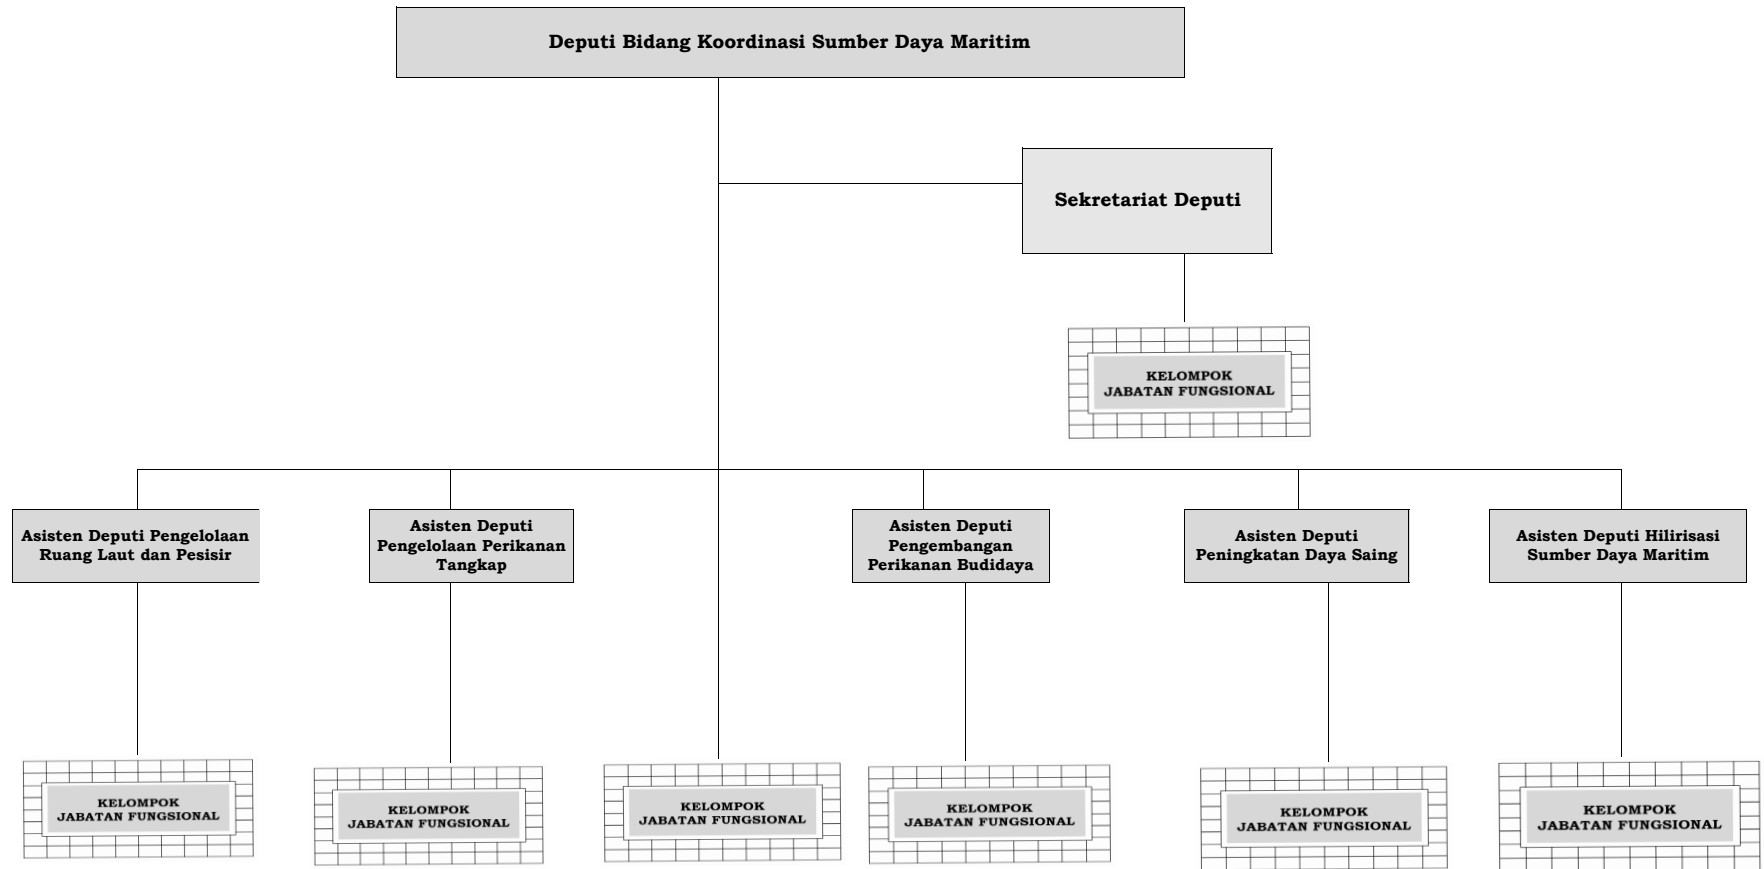 Deputi Bidang Koordinasi Sumber Daya Maritim
Sekretariat Deputi
KELOMPOK
JABATAN FUNGSIONAL
Asisten Deputi Pengelolaan
Ruang Laut dan Pesisir
Asisten Deputi
Pengelolaan Perikanan
Tangkap
Asisten Deputi
Pengembangan
Perikanan Budidaya
Asisten Deputi
Peningkatan Daya Saing
Asisten Deputi Hilirisasi
Sumber Daya Maritim
KELOMPOK
JABATAN FUNGSIONAL
KELOMPOK
JABATAN FUNGSIONAL
KELOMPOK
JABATAN FUNGSIONAL
KELOMPOK
JABATAN FUNGSIONAL
KELOMPOK
JABATAN FUNGSIONAL
KELOMPOK
JABATAN FUNGSIONAL